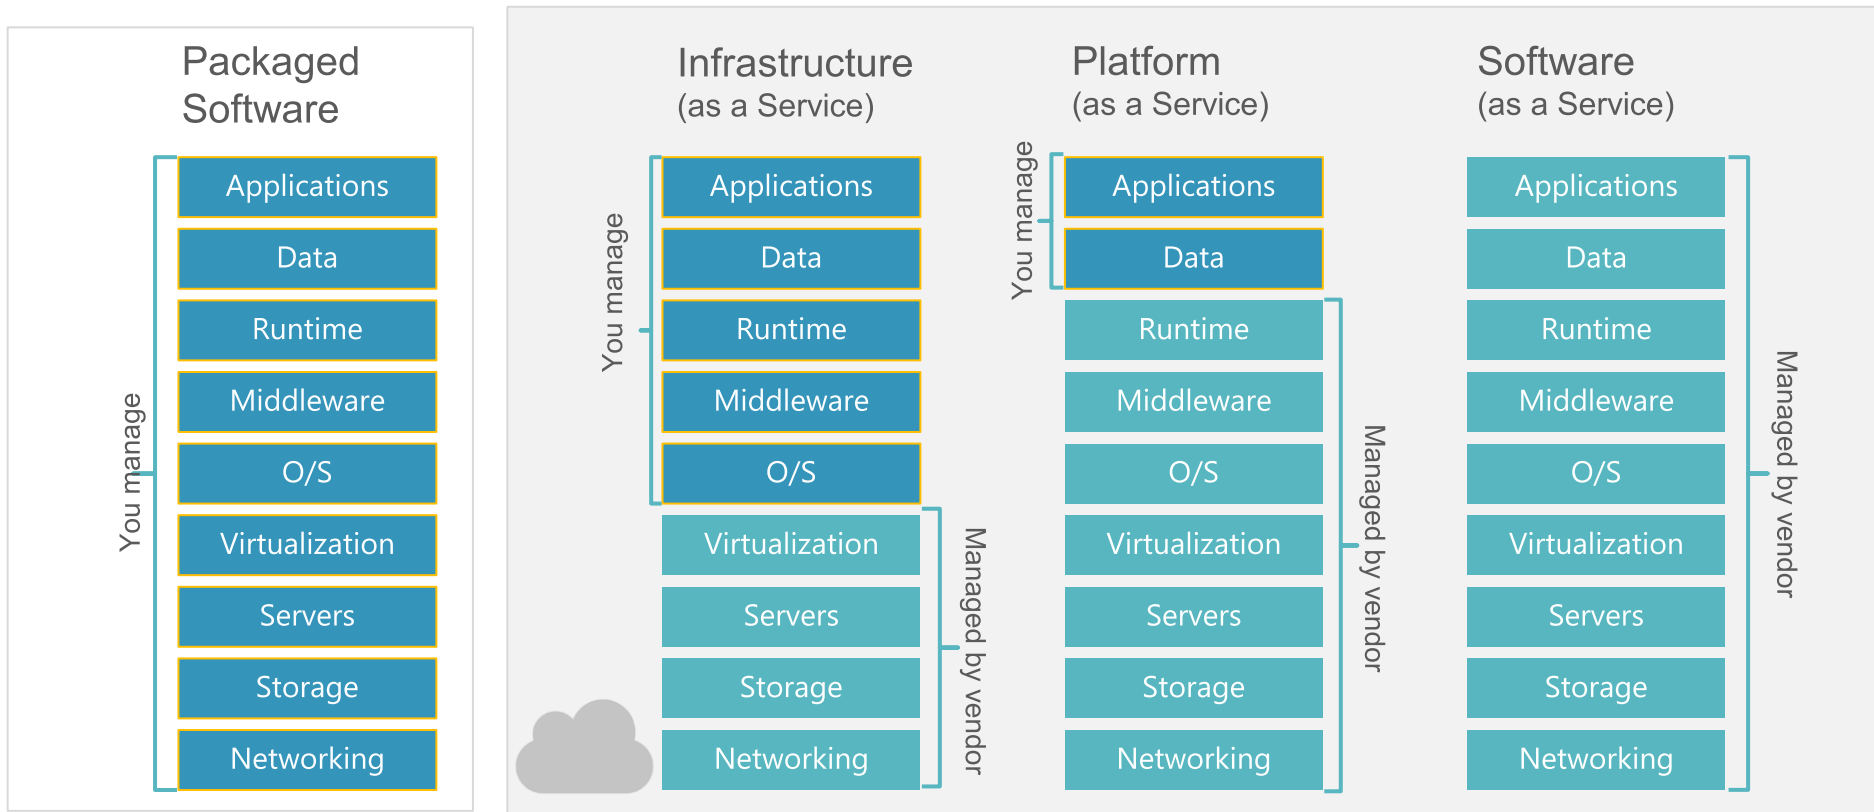 Packaged
Software
You manage
Applications
Data
Runtime
Middleware
O/S
Virtualization
Servers
Storage
Networking
Infrastructure
(as a Service)
You manage
Applications
Data
Runtime
Middleware
O/S
Virtualization
Servers
Storage
Networking
Managed by vendor
Platform
(as a Service)
You manage
Applications
Data
Runtime
Middleware
O/S
Virtualization
Servers
Storage
Networking
Managed by vendor
Software
(as a Service)
Applications
Data
Runtime
Middleware
O/S
Virtualization
Servers
Storage
Networking
Managed by vendor